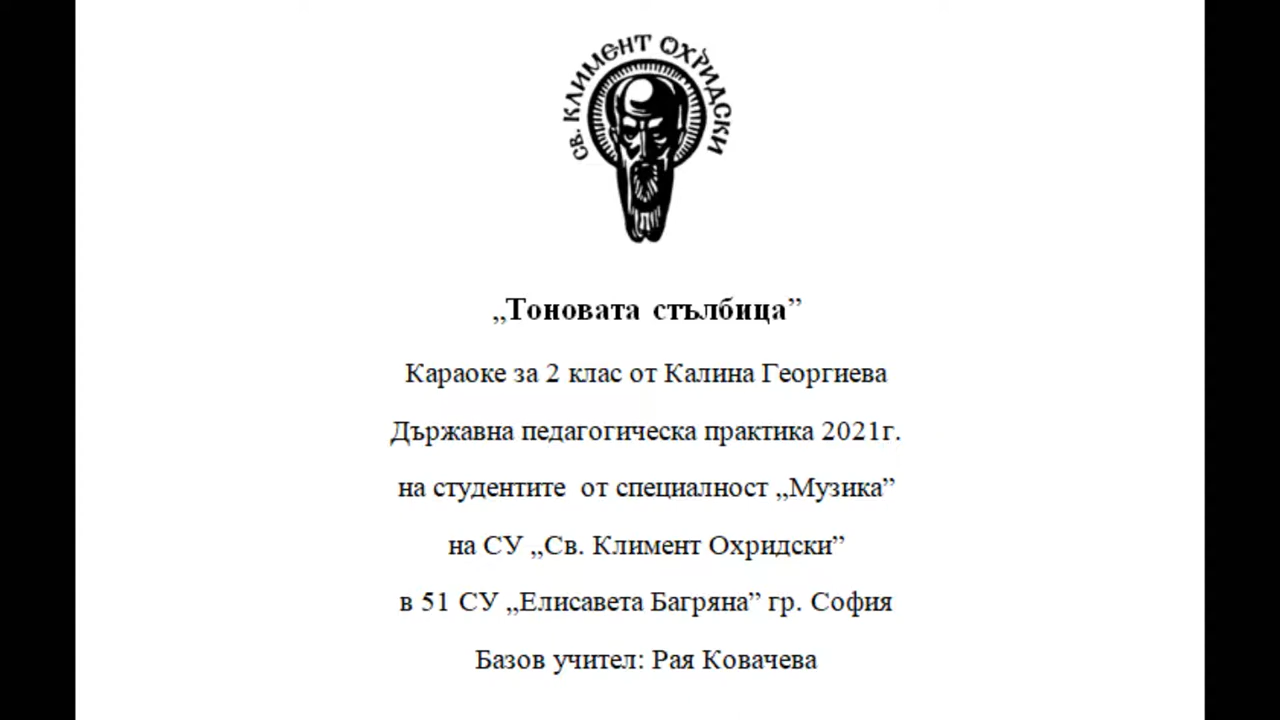 СВ. КЛИМЕНТ ОХРИДСКИ
„Тоновата стълбица”
Караоке за 2 клас от Калина Георгиева
Държавна педагогическа практика 2021г.
на студентите от специалност „Музика”
на СУ „Св. Климент Охридски”
в 51 СУ „Елисавета Багряна” гр. София
Базов учител: Рая Ковачева